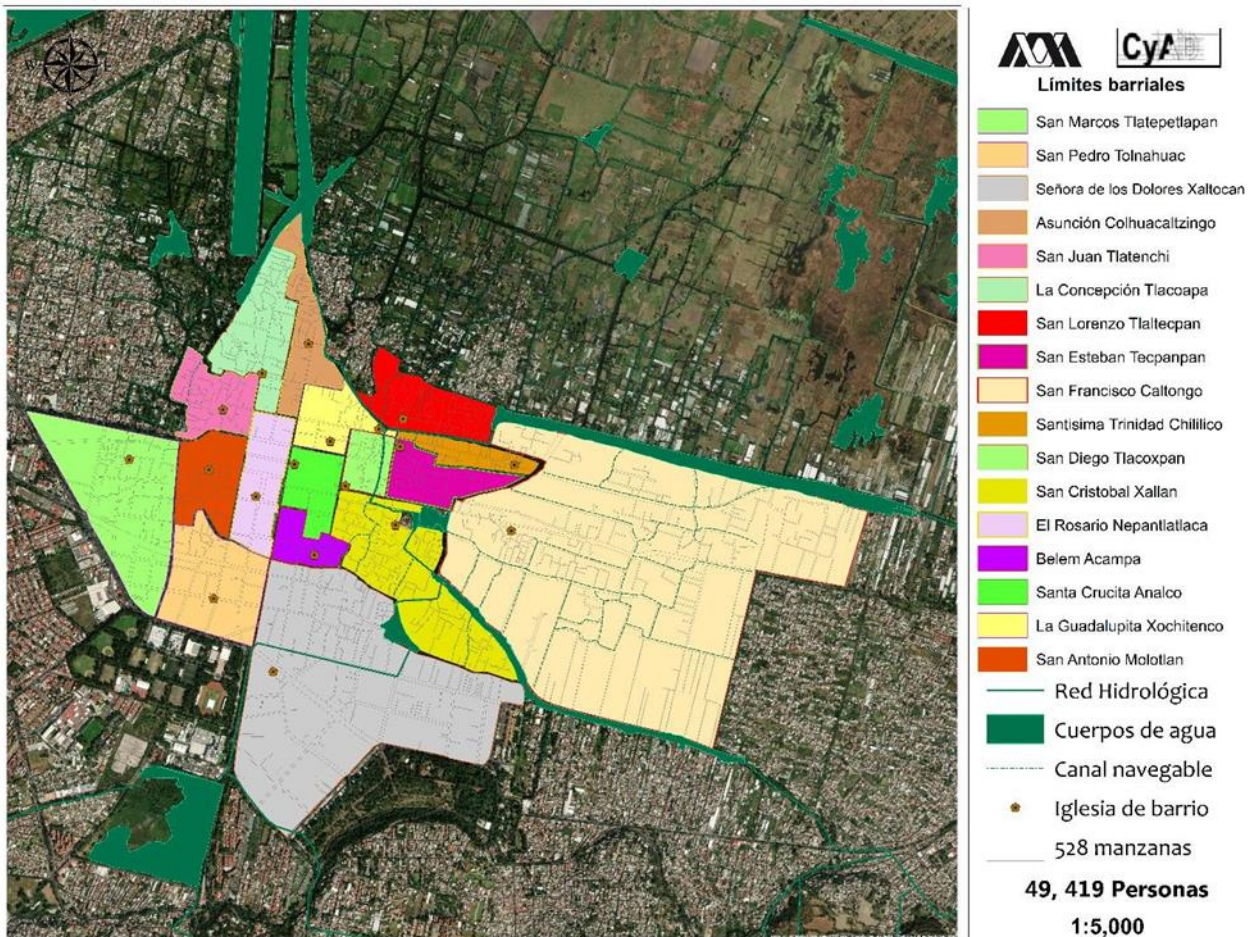 CyAD
Límites barriales
San Marcos Tlatepetlapan
San Pedro Tolnahuac
Señora de los Dolores Xaltocan
Asunción Colhuacaltzingo
San Juan Tlatenchi
La Concepción Tlacoapa
San Lorenzo Tlaltecpan
San Esteban Tecpanpan
San Francisco Caltongo
Santisima Trinidad Chililico
San Diego Tlacoxpan
San Cristobal Xallan
El Rosario Nepantlatlaca
Belem Acampa
Santa Crucita Analco
La Guadalupita Xochitenco
San Antonio Molotlan
Red Hidrológica
Cuerpos de agua
Canal navegable
Iglesia de barrio
528 manzanas
49, 419 Personas
1:5,000